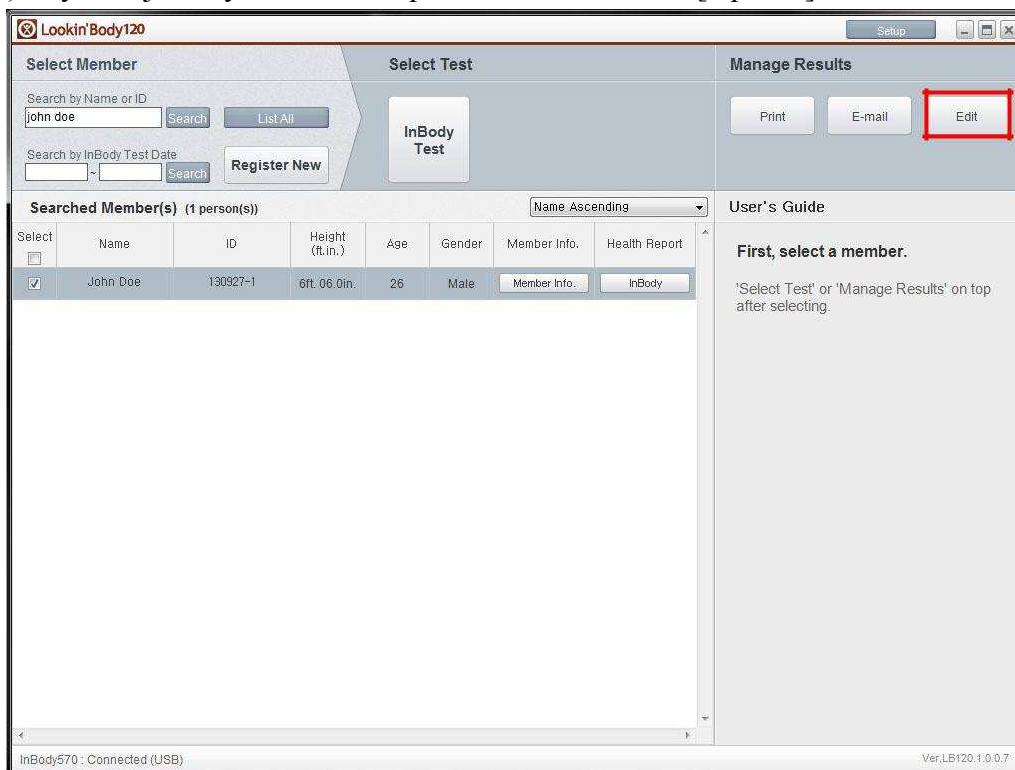 Lookin'Body120
Setup
Select Member
Select Test
Manage Results
Search by Name or ID
john doe
Search
List All
Search by InBody Test Date
~
Search
Register New
InBody
Test
Print
E-mail
Edit
Searched Member(s) (1 person(s))
Name Ascending
User's Guide
Select
Name
ID
Height
(ft.in.)
Age
Gender
Member Info.
Health Report
John Doe
130927-1
6ft. 06.0in.
26
Male
Member Info.
InBody
First, select a member.
'Select Test' or 'Manage Results' on top
after selecting.
InBody570 : Connected (USB)
Ver.LB120.1.0.0.7